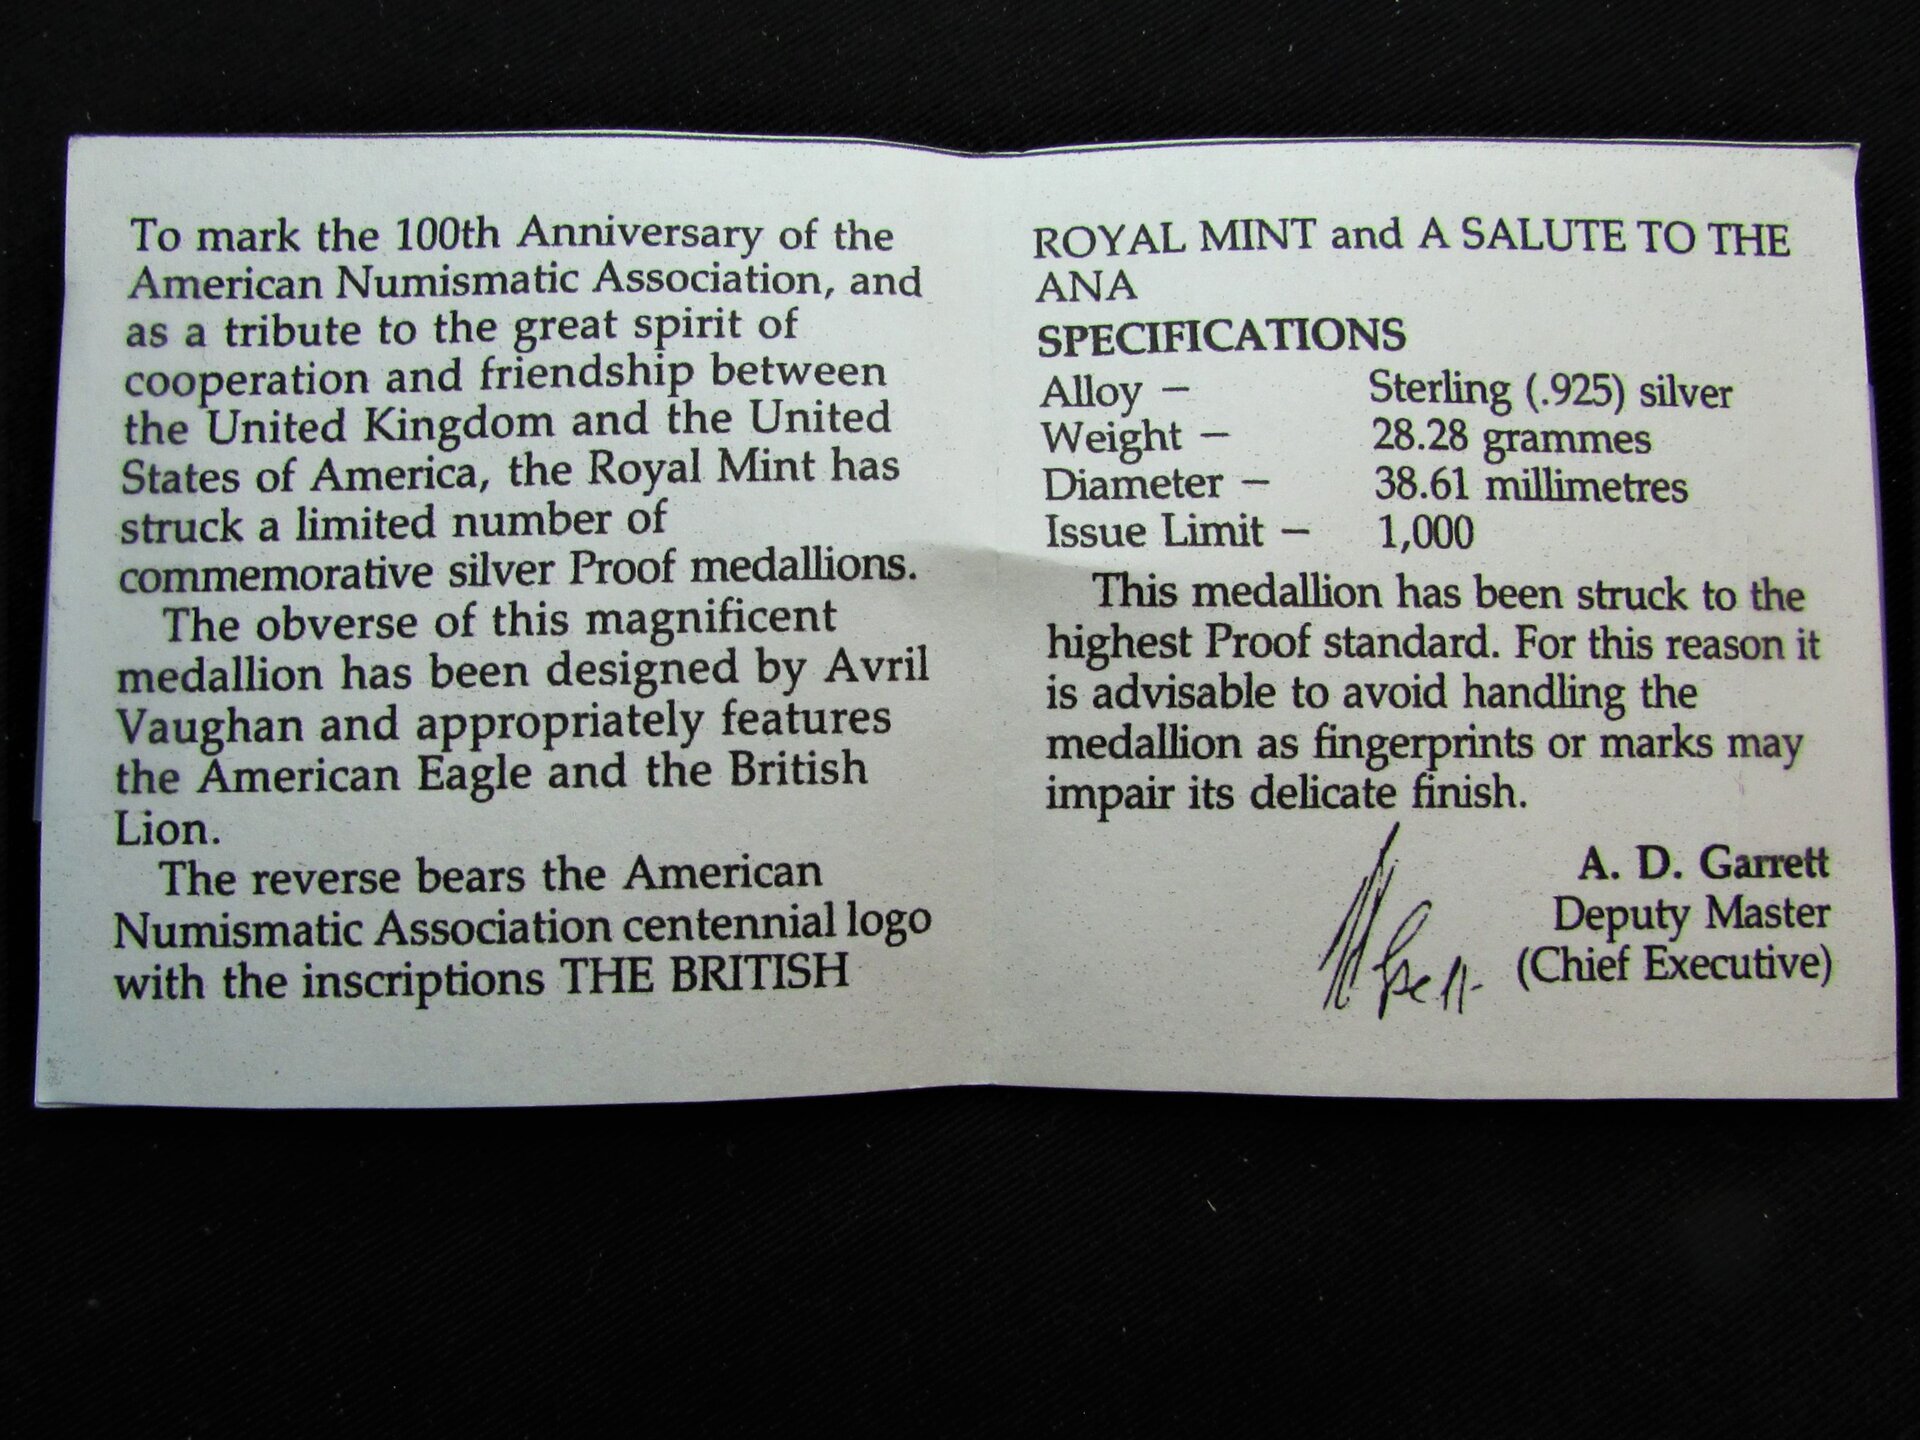 To mark the 100th Anniversary of the
American Numismatic Association, and
as a tribute to the great spirit of
cooperation and friendship between
the United Kingdom and the United
States of America, the Royal Mint has
struck a limited number of
commemorative silver Proof medallions.
The obverse of this magnificent
medallion has been designed by Avril
Vaughan and appropriately features
the American Eagle and the British
Lion.
The reverse bears the American
Numismatic Association centennial logo
with the inscriptions THE BRITISH
ROYAL MINT and A SALUTE TO THE
ANA
SPECIFICATIONS
Alloy – Sterling (.925) silver
Weight – 28.28 grammes
Diameter – 38.61 millimetres
Issue Limit – 1,000
This medallion has been struck to the
highest Proof standard. For this reason it
is advisable to avoid handling the
medallion as fingerprints or marks may
impair its delicate finish.
A. D. Garrett
Deputy Master
(Chief Executive)